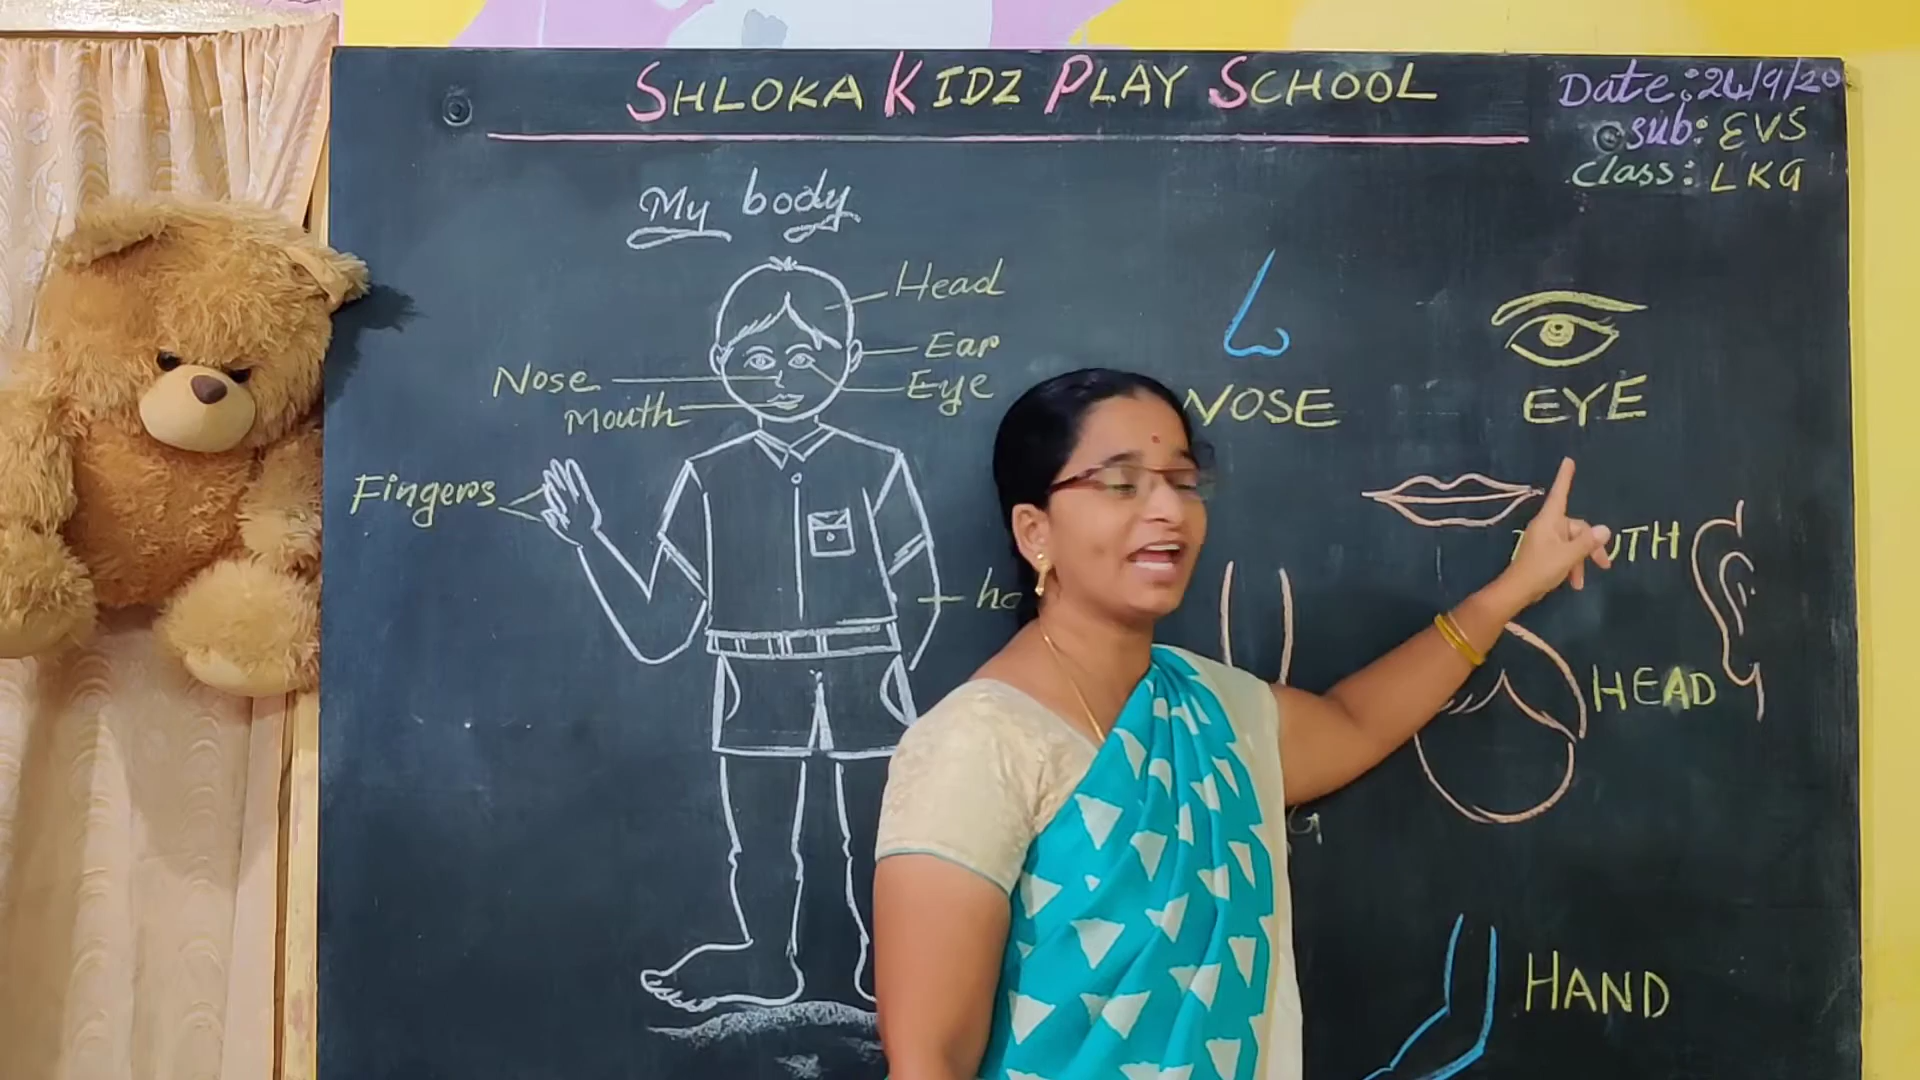 SHLOKA KIDZ PLAY SCHOOL
Date: 24/9/20
Sub: EVS
Class: LKG
My body
Head
Ear
Nose
Eye
Mouth
Fingers
NOSE
EYE
HEAD
HAND